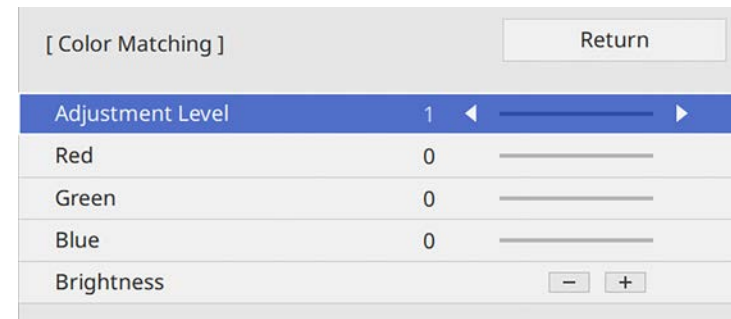 [ Color Matching ] Return
Adjustment Level 1
Red 0
Green 0
Blue 0
Brightness − +